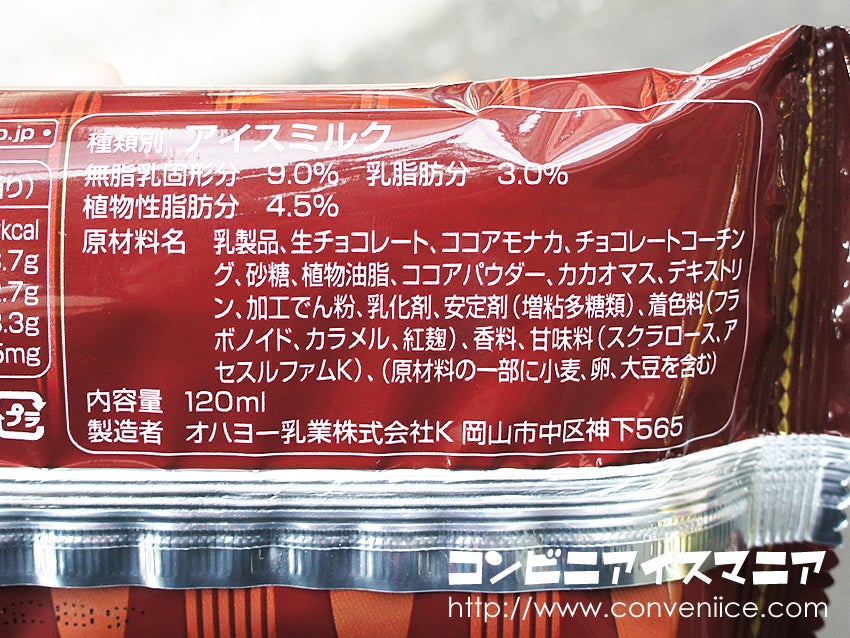 p.jp •
種類別 アイスミルク
無脂乳固形分 9.0% 乳脂肪分 3.0%
植物性脂肪分 4.5%
原材料名 乳製品、生チョコレート、ココアモナカ、チョコレートコーチン
グ、砂糖、植物油脂、ココアパウダー、カカオマス、デキストリ
ン、加工でん粉、乳化剤、安定剤(増粘多糖類)、着色料(フラ
ボノイド、カラメル、紅麹)、香料、甘味料(スクラロース、ア
セスルファムK)、(原材料の一部に小麦、卵、大豆を含む)
内容量 120ml
製造者 オハヨー乳業株式会社K 岡山市中区神下565
り)
kcal
.7g
.7g
.3g
5mg
プラ
コンビニアイスマニア
http://www.conveniice.com